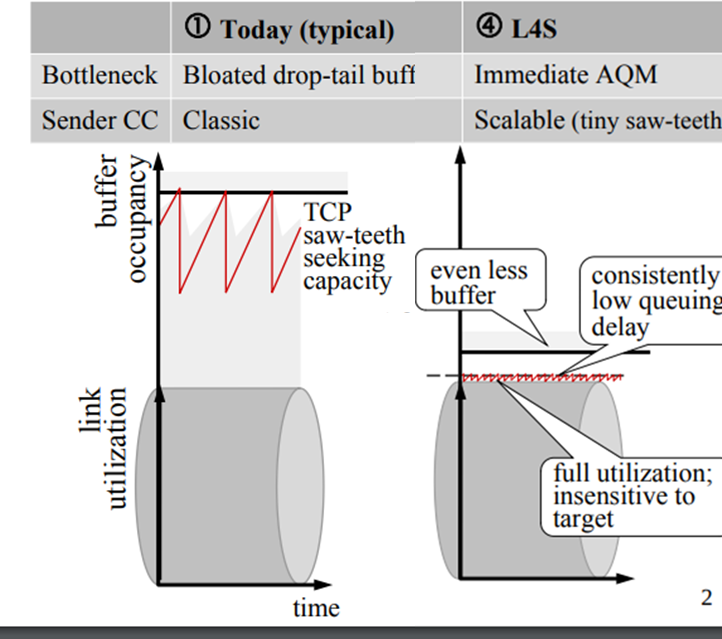 ① Today (typical) ④ L4S
Bottleneck Bloated drop-tail buff Immediate AQM
Sender CC Classic Scalable (tiny saw-teeth
buffer
occupancy
TCP
saw-teeth
seeking
capacity
even less
buffer
consistently
low queuing
delay
link
utilization
full utilization;
insensitive to
target
time
2